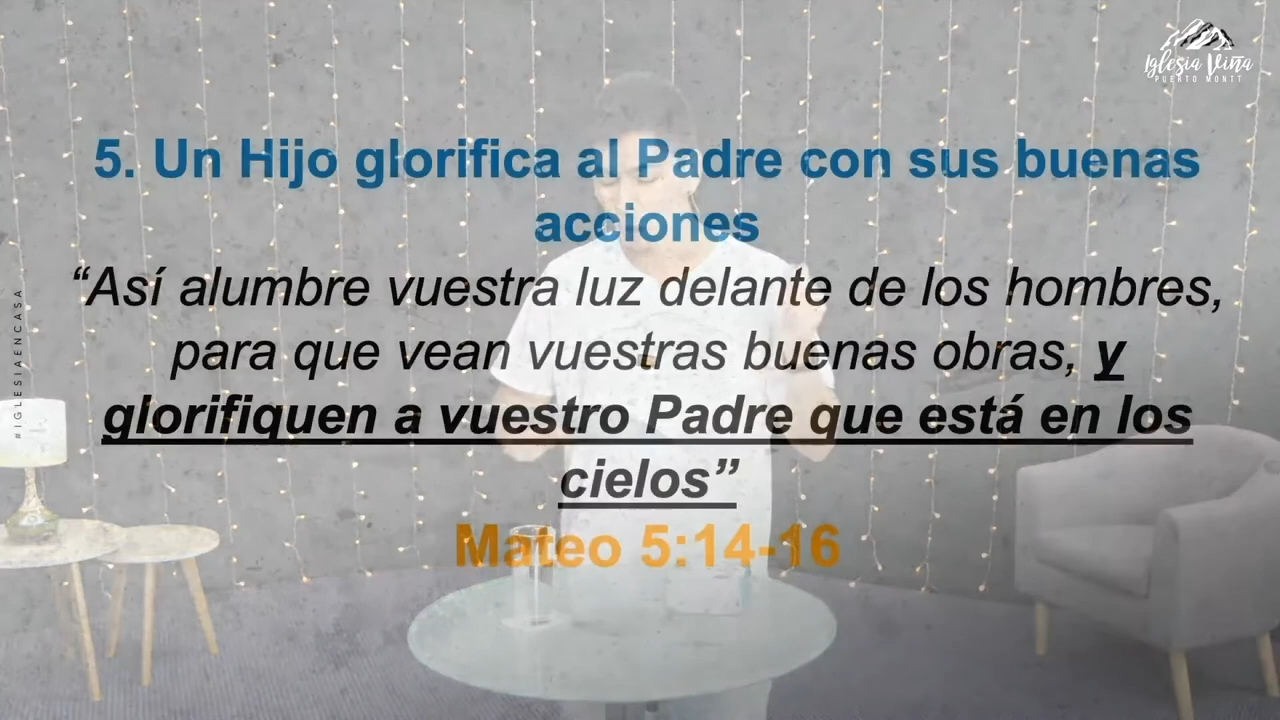 Iglesia Viña
PUERTO MONTT
5. Un Hijo glorifica al Padre con sus buenas
acciones
“Así alumbre vuestra luz delante de los hombres,
para que vean vuestras buenas obras, y
glorifiquen a vuestro Padre que está en los
cielos”
Mateo 5:14-16
#IGLESIAENCASA